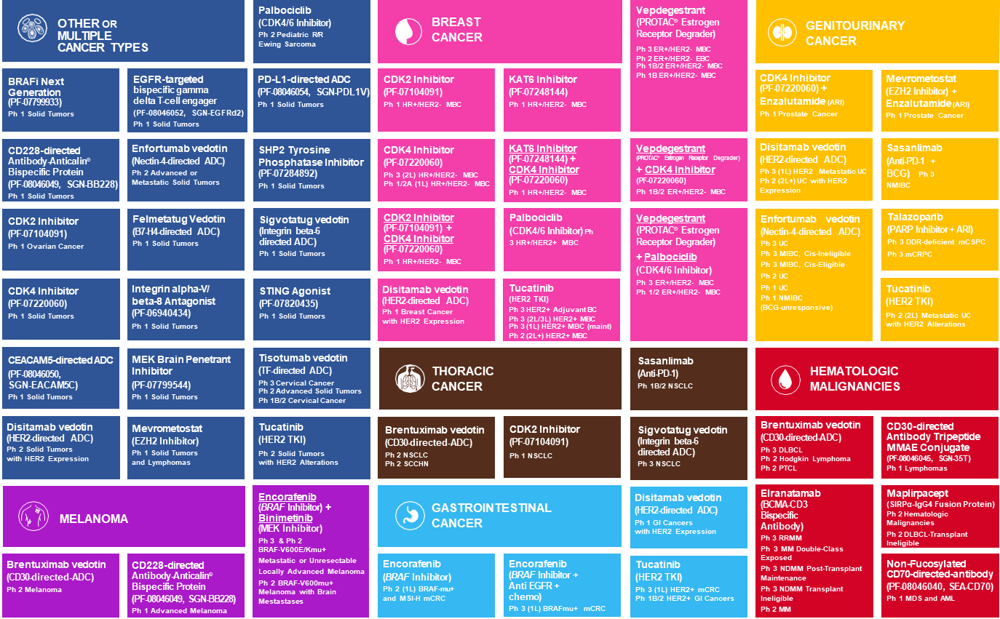 OTHER OR
MULTIPLE
CANCER TYPES
Palbociclib
(CDK4/6 Inhibitor)
Ph 2 Pediatric R/R
Ewing Sarcoma
BRAFi Next
Generation
(PF-07799933)
Ph 1 Solid Tumors
EGFR-targeted
bispecific gamma
delta T-cell engager
(PF-08046052, SGN-EGFRd2)
Ph 1 Solid Tumors
PD-L1-directed ADC
(PF-08046054, SGN-PDL1V)
Ph 1 Solid Tumors
CD228-directed
Antibody-Anticalin®
Bispecific Protein
(PF-08046049, SGN-BB228)
Ph 1 Solid Tumors
Enfortumab vedotin
(Nectin-4-directed ADC)
Ph 2 Advanced or
Metastatic Solid Tumors
SHP2 Tyrosine
Phosphatase Inhibitor
(PF-07284892)
Ph 1 Solid Tumors
CDK2 Inhibitor
(PF-07104091)
Ph 1 Ovarian Cancer
Felmetatug Vedotin
(B7-H4-directed ADC)
Ph 1 Solid Tumors
Sigvotatug vedotin
(Integrin beta-6
directed ADC)
Ph 1 Solid Tumors
CDK4 Inhibitor
(PF-07220060)
Ph 1 Solid Tumors
Integrin alpha-V/
beta-8 Antagonist
(PF-06940434)
Ph 1 Solid Tumors
STING Agonist
(PF-07820435)
Ph 1 Solid Tumors
CEACAM5-directed ADC
(PF-08046050,
SGN-EACAM5C)
Ph 1 Solid Tumors
MEK Brain Penetrant
Inhibitor
(PF-07799544)
Ph 1 Solid Tumors
Tisotumab vedotin
(TF-directed ADC)
Ph 3 Cervical Cancer
Ph 2 Advanced Solid Tumors
Ph 1B/2 Cervical Cancer
Disitamab vedotin
(HER2-directed ADC)
Ph 2 Solid Tumors
with HER2 Expression
Mevrometostat
(EZH2 Inhibitor)
Ph 1 Solid Tumors
and Lymphomas
Tucatinib
(HER2 TKI)
Ph 2 Solid Tumors
with HER2 Alterations
MELANOMA
Encorafenib
(BRAF Inhibitor) +
Binimetinib
(MEK Inhibitor)
Ph 3 & Ph 2
BRAF-V600E/Kmu+
Metastatic or Unresectable
Locally Advanced Melanoma
Ph 2 BRAF-V600mu+
Melanoma with Brain
Mestastases
Brentuximab vedotin
(CD30-directed-ADC)
Ph 2 Melanoma
CD228-directed
Antibody-Anticalin®
Bispecific Protein
(PF-08046049, SGN-BB228)
Ph 1 Advanced Melanoma
BREAST
CANCER
Vepdegestrant
(PROTAC® Estrogen
Receptor Degrader)
Ph 3 ER+/HER2- MBC
Ph 2 ER+/HER2- EBC
Ph 1B/2 ER+/HER2- MBC
Ph 1B ER+/HER2- MBC
CDK2 Inhibitor
(PF-07104091)
Ph 1 HR+/HER2- MBC
KAT6 Inhibitor
(PF-07248144)
Ph 1 HR+/HER2- MBC
CDK4 Inhibitor
(PF-07220060)
Ph 3 (2L) HR+/HER2- MBC
Ph 1/2A (1L) HR+/HER2- MBC
KAT6 Inhibitor
(PF-07248144) +
CDK4 Inhibitor
(PF-07220060)
Ph 1 HR+/HER2- MBC
Vepdegestrant
(PROTAC® Estrogen Receptor Degrader)
+ CDK4 Inhibitor
(PF-07220060)
Ph 1B/2 ER+/HER2- MBC
CDK2 Inhibitor
(PF-07104091) +
CDK4 Inhibitor
(PF-07220060)
Ph 1 HR+/HER2- MBC
Palbociclib
(CDK4/6 Inhibitor) Ph
3 HR+/HER2+ MBC
Vepdegestrant
(PROTAC® Estrogen
Receptor Degrader)
+ Palbociclib
(CDK4/6 Inhibitor)
Ph 3 ER+/HER2- MBC
Ph 1/2 ER+/HER2- MBC
Disitamab vedotin
(HER2-directed ADC)
Ph 1 Breast Cancer
with HER2 Expression
Tucatinib
(HER2 TKI)
Ph 3 HER2+ Adjuvant BC
Ph 3 (2L/3L) HER2+ MBC
Ph 3 (1L) HER2+ MBC (maint)
Ph 2 (2L+) HER2+ MBC
THORACIC
CANCER
Sasanlimab
(Anti-PD-1)
Ph 1B/2 NSCLC
Brentuximab vedotin
(CD30-directed-ADC)
Ph 2 NSCLC
Ph 2 SCCHN
CDK2 Inhibitor
(PF-07104091)
Ph 1 NSCLC
Sigvotatug vedotin
(Integrin beta-6
directed ADC)
Ph 3 NSCLC
GASTROINTESTINAL
CANCER
Disitamab vedotin
(HER2-directed ADC)
Ph 1 GI Cancers
with HER2 Expression
Encorafenib
(BRAF Inhibitor)
Ph 2 (1L) BRAF-mu+
and MSI-H mCRC
Encorafenib
(BRAF Inhibitor +
Anti EGFR +
chemo)
Ph 3 (1L) BRAFmu+ mCRC
Tucatinib
(HER2 TKI)
Ph 3 (1L) HER2+ mCRC
Ph 1B/2 HER2+ GI Cancers
GENITOURINARY
CANCER
CDK4 Inhibitor
(PF-07220060) +
Enzalutamide (ARI)
Ph 1 Prostate Cancer
Mevrometostat
(EZH2 Inhibitor) +
Enzalutamide (ARI)
Ph 1 Prostate Cancer
Disitamab vedotin
(HER2-directed ADC)
Ph 3 (1L) HER2 Metastatic UC
Ph 2 (2L+) UC with HER2
Expression
Sasanlimab
(Anti-PD-1 +
BCG) Ph 3
NMIBC
Enfortumab vedotin
(Nectin-4-directed ADC)
Ph 3 UC
Ph 3 MIBC, Cis-Ineligible
Ph 3 MIBC, Cis-Eligible
Ph 2 UC
Ph 1 UC
Ph 1 NMIBC
(BCG-unresponsive)
Talazoparib
(PARP Inhibitor + ARI)
Ph 3 DDR-deficient mCSPC
Ph 3 mCRPC
Tucatinib
(HER2 TKI)
Ph 2 (2L) Metastatic UC
with HER2 Alterations
HEMATOLOGIC
MALIGNANCIES
Brentuximab vedotin
(CD30-directed-ADC)
Ph 3 DLBCL
Ph 2 Hodgkin Lymphoma
Ph 2 PTCL
CD30-directed
Antibody Tripeptide
MMAE Conjugate
(PF-08046045, SGN-35T)
Ph 1 Lymphomas
Elranatamab
(BCMA-CD3
Bispecific
Antibody)
Ph 3 RRMM
Ph 3 MM Double-Class
Exposed
Ph 3 NDMM Post-Transplant
Maintenance
Ph 3 NDMM Transplant
Ineligible
Ph 2 MM
Maplirpacept
(SIRPα-IgG4 Fusion Protein)
Ph 2 Hematologic
Malignancies
Ph 2 DLBCL-Transplant
Ineligible
Non-Fucosylated
CD70-directed-antibody
(PF-08046040, SEA-CD70)
Ph 1 MDS and AML